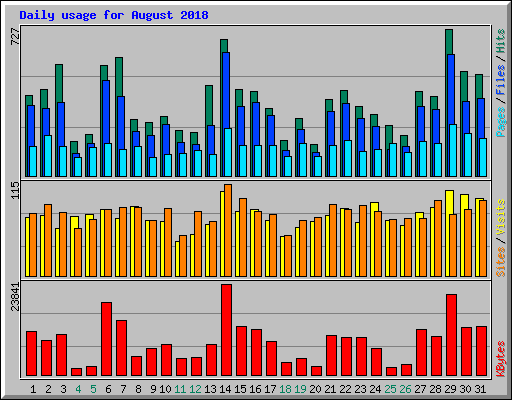 Daily usage for August 2018
727
Pages/Files/Hits
115
Sites/Visits
23841
KBytes
1 2 3 4 5 6 7 8 9 10 11 12 13 14 15 16 17 18 19 20 21 22 23 24 25 26 27 28 29 30 31